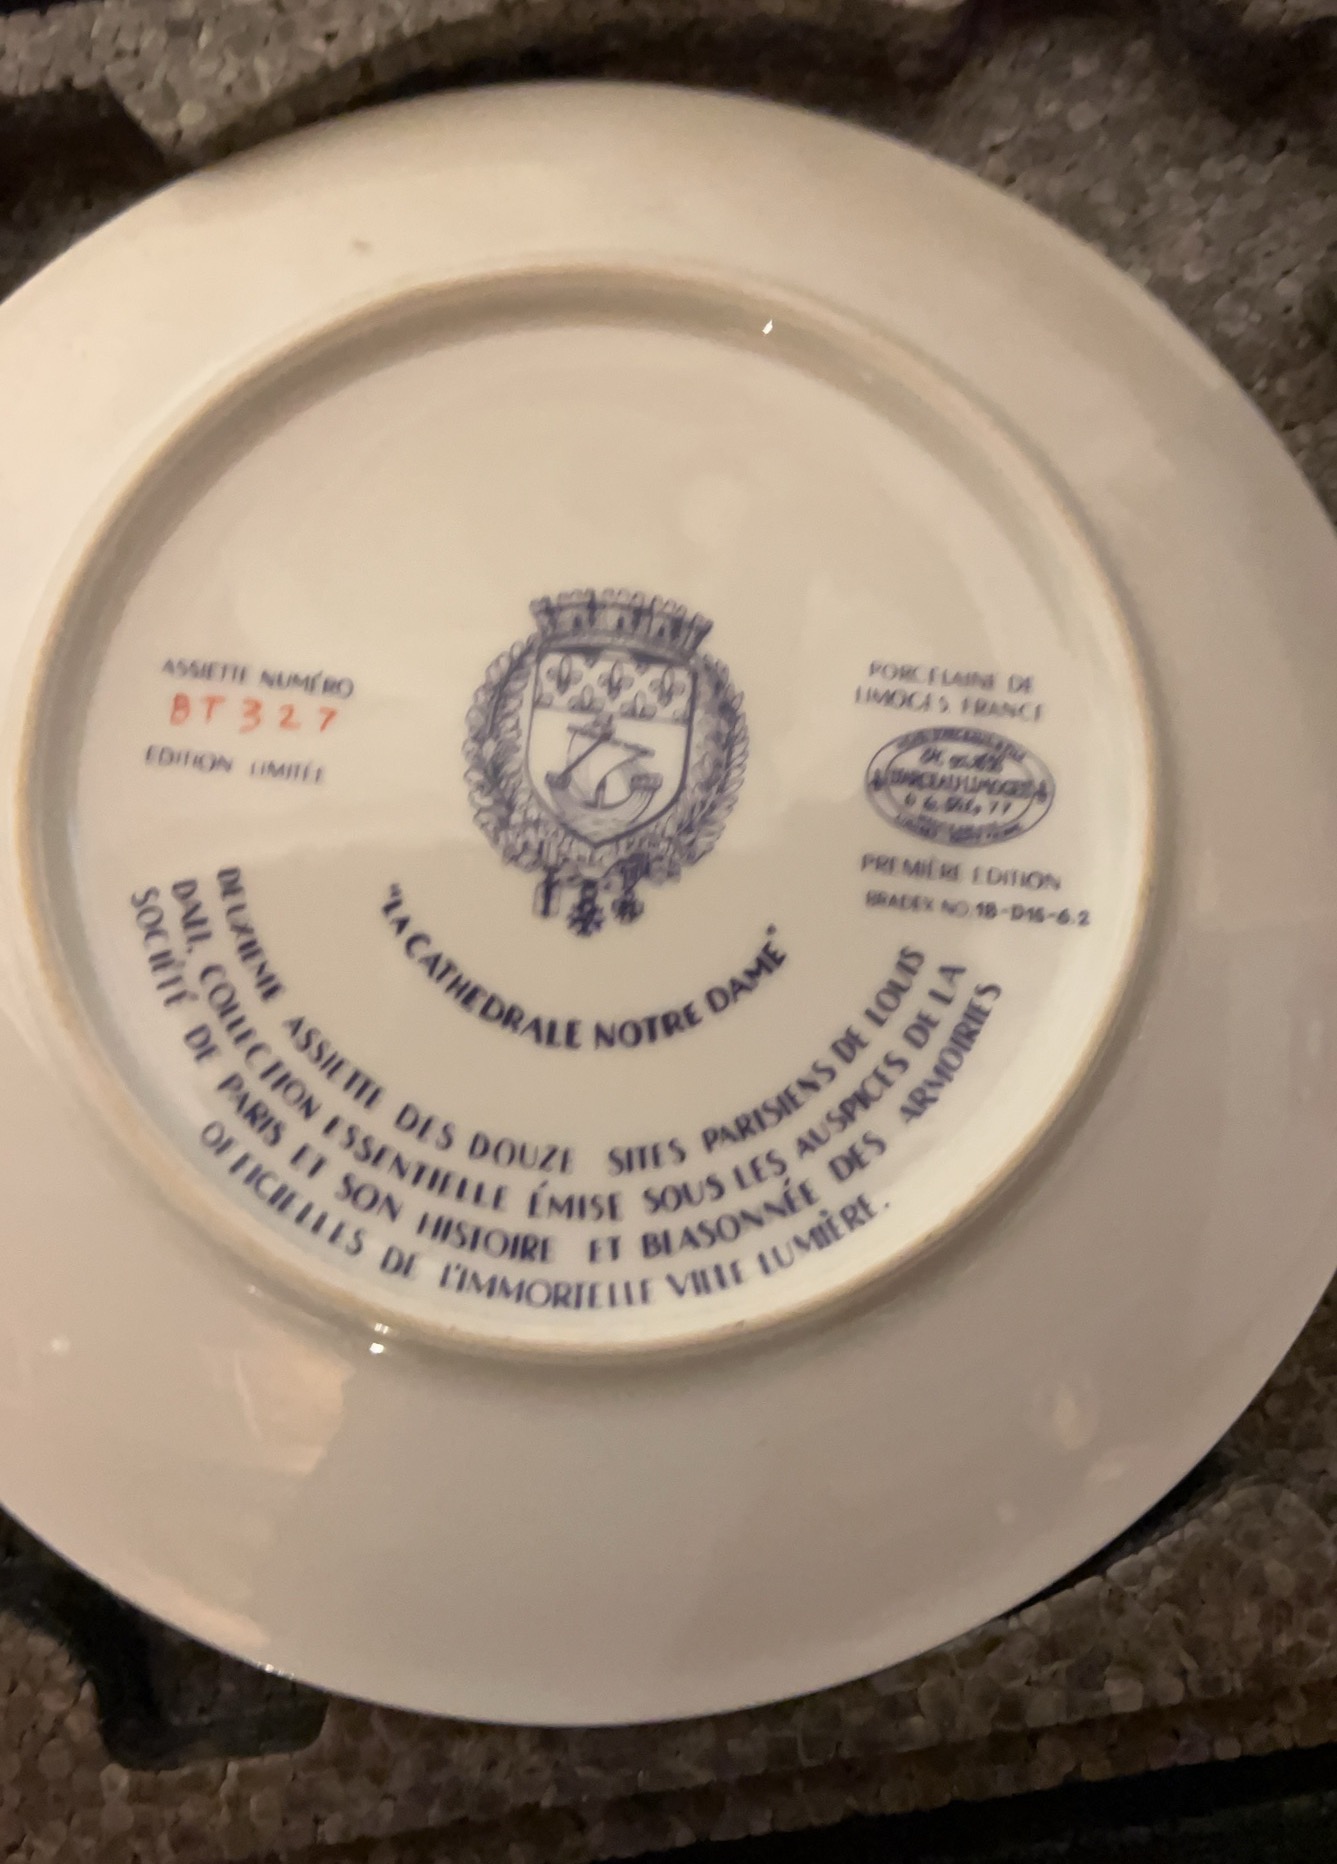 ASSIETTE NUMÉRO
BT327
EDITION LIMITÉE
PORCELAINE DE
LIMOGES, FRANCE
PREMIÈRE EDITION
BRADEX NO. 18-D15-6.2
"LA CATHEDRALE NOTRE DAME"
DEUXIEME ASSIETTE DES DOUZE SITES PARISIENS DE LOUIS
DALI, COLLECTION ESSENTIELLE ÉMISE SOUS LES AUSPICES DE LA
SOCIÉTÉ DE PARIS ET SON HISTOIRE ET BLASONNÉE DES ARMOIRIES
OFFICIELLES DE L'IMMORTELLE VILLE LUMIÈRE.